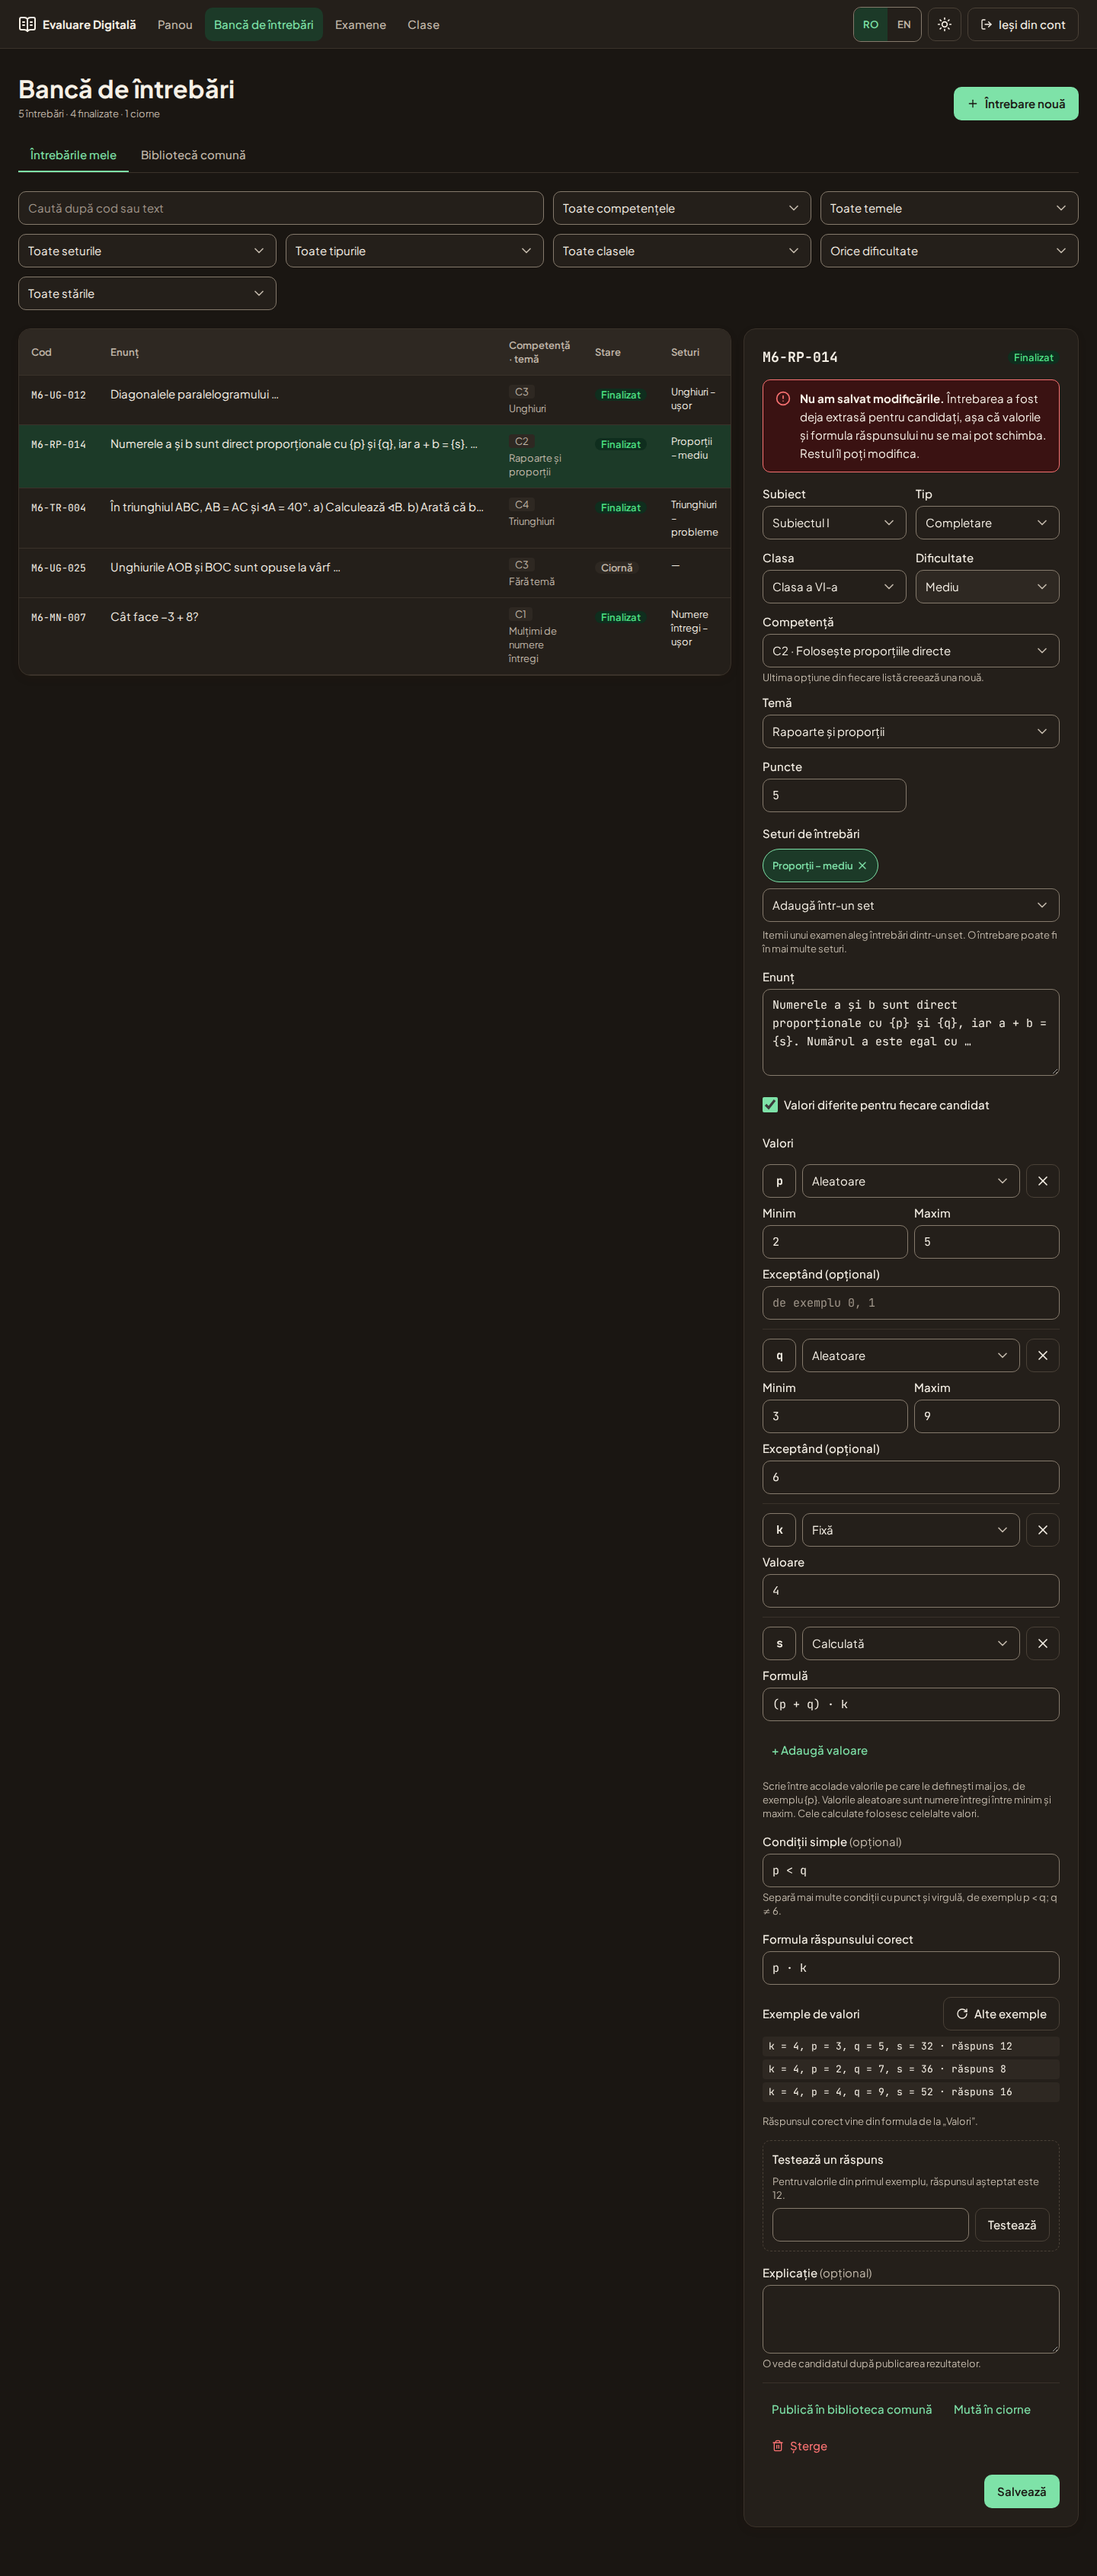 Evaluare Digitală
Panou
Bancă de întrebări
Examene
Clase
RO
EN
Ieși din cont
Bancă de întrebări
5 întrebări · 4 finalizate · 1 ciorne
+ Întrebare nouă
Întrebările mele
Bibliotecă comună
Caută după cod sau text
Toate competențele
Toate temele
Toate seturile
Toate tipurile
Toate clasele
Orice dificultate
Toate stările
Cod
Enunț
Competență
· temă
Stare
Seturi
M6-UG-012
Diagonalele paralelogramului …
C3
Unghiuri
Finalizat
Unghiuri –
ușor
M6-RP-014
Numerele a și b sunt direct proporționale cu {p} și {q}, iar a + b = {s}. …
C2
Rapoarte și
proporții
Finalizat
Proporții
– mediu
M6-TR-004
În triunghiul ABC, AB = AC și ∢A = 40°. a) Calculează ∢B. b) Arată că b…
C4
Triunghiuri
Finalizat
Triunghiuri
–
probleme
M6-UG-025
Unghiurile AOB și BOC sunt opuse la vârf …
C3
Fără temă
Ciornă
—
M6-MN-007
Cât face −3 + 8?
C1
Mulțimi de
numere
întregi
Finalizat
Numere
întregi –
ușor
M6-RP-014
Finalizat
Nu am salvat modificările. Întrebarea a fost
deja extrasă pentru candidați, așa că valorile
și formula răspunsului nu se mai pot schimba.
Restul îl poți modifica.
Subiect
Tip
Subiectul I
Completare
Clasa
Dificultate
Clasa a VI-a
Mediu
Competență
C2 · Folosește proporțiile directe
Ultima opțiune din fiecare listă creează una nouă.
Temă
Rapoarte și proporții
Puncte
5
Seturi de întrebări
Proporții – mediu
Adaugă într-un set
Itemii unui examen aleg întrebări dintr-un set. O întrebare poate fi
în mai multe seturi.
Enunț
Numerele a și b sunt direct
proporționale cu {p} și {q}, iar a + b =
{s}. Numărul a este egal cu …
Valori diferite pentru fiecare candidat
Valori
p
Aleatoare
Minim
Maxim
2
5
Exceptând (opțional)
de exemplu 0, 1
q
Aleatoare
Minim
Maxim
3
9
Exceptând (opțional)
6
k
Fixă
Valoare
4
s
Calculată
Formulă
(p + q) · k
+ Adaugă valoare
Scrie între acolade valorile pe care le definești mai jos, de
exemplu {p}. Valorile aleatoare sunt numere întregi între minim și
maxim. Cele calculate folosesc celelalte valori.
Condiții simple (opțional)
p < q
Separă mai multe condiții cu punct și virgulă, de exemplu p < q; q
≠ 6.
Formula răspunsului corect
p · k
Exemple de valori
Alte exemple
k = 4, p = 3, q = 5, s = 32 · răspuns 12
k = 4, p = 2, q = 7, s = 36 · răspuns 8
k = 4, p = 4, q = 9, s = 52 · răspuns 16
Răspunsul corect vine din formula de la „Valori”.
Testează un răspuns
Pentru valorile din primul exemplu, răspunsul așteptat este
12.
Testează
Explicație (opțional)
O vede candidatul după publicarea rezultatelor.
Publică în biblioteca comună
Mută în ciorne
Șterge
Salvează